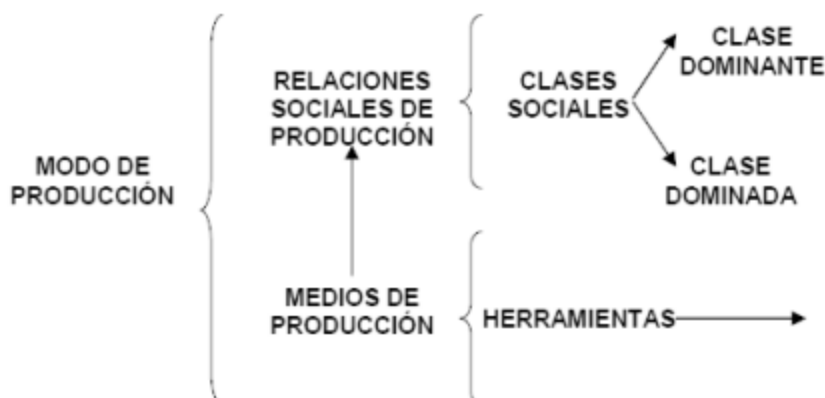 MODO DE
PRODUCCIÓN
RELACIONES
SOCIALES DE
PRODUCCIÓN
CLASES
SOCIALES
CLASE
DOMINANTE
CLASE
DOMINADA
MEDIOS DE
PRODUCCIÓN
HERRAMIENTAS